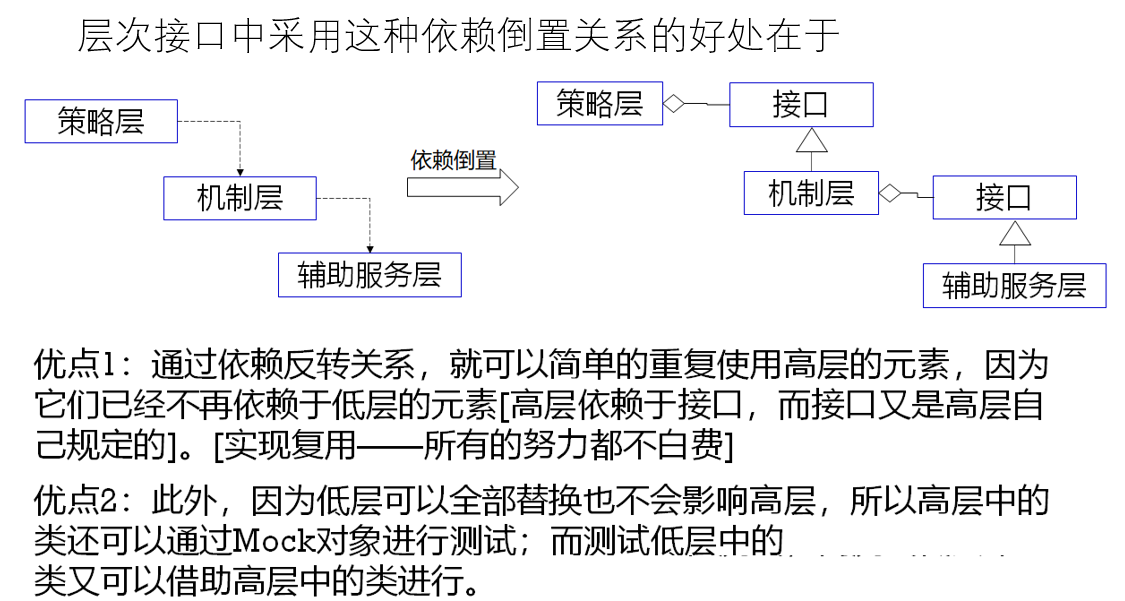 层次接口中采用这种依赖倒置关系的好处在于
策略层
机制层
辅助服务层
依赖倒置
策略层
接口
机制层
接口
辅助服务层
优点1：通过依赖反转关系，就可以简单的重复使用高层的元素，因为
它们已经不再依赖于低层的元素[高层依赖于接口，而接口又是高层自
己规定的]。[实现复用——所有的努力都不白费]
优点2：此外，因为低层可以全部替换也不会影响高层，所以高层中的
类还可以通过Mock对象进行测试；而测试低层中的
类又可以借助高层中的类进行。